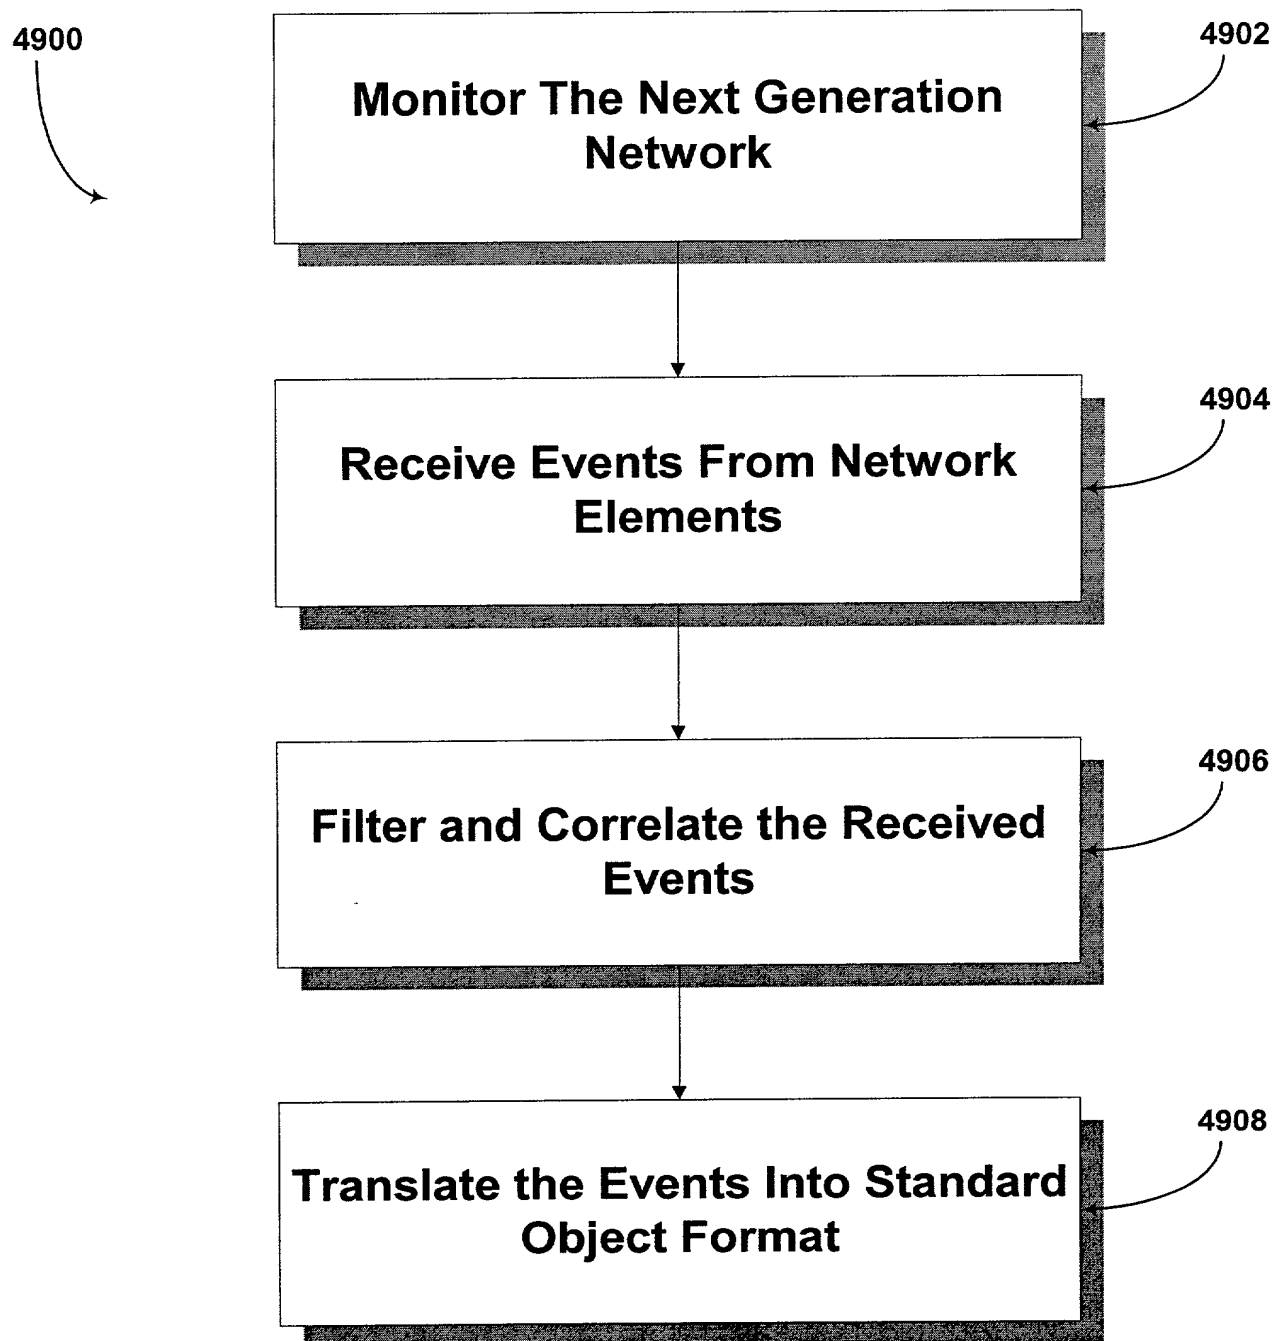 4900
4902
Monitor The Next Generation
Network
4904
Receive Events From Network
Elements
4906
Filter and Correlate the Received
Events
4908
Translate the Events Into Standard
Object Format